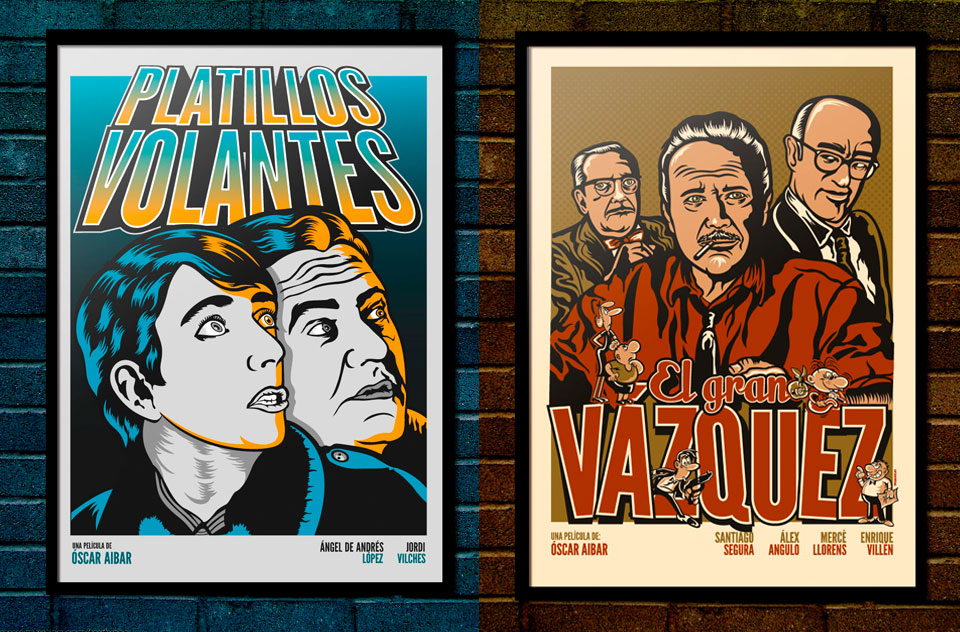 PLATILLOS
VOLANTES
UNA PELÍCULA DE
ÓSCAR AIBAR
ÁNGEL DE ANDRÉS
LÓPEZ
JORDI
VILCHES
El gran
VÁZQUEZ
UNA PELÍCULA DE:
ÓSCAR AIBAR
SANTIAGO
SEGURA
ÁLEX
ANGULO
MERCÈ
LLORENS
ENRIQUE
VILLÉN